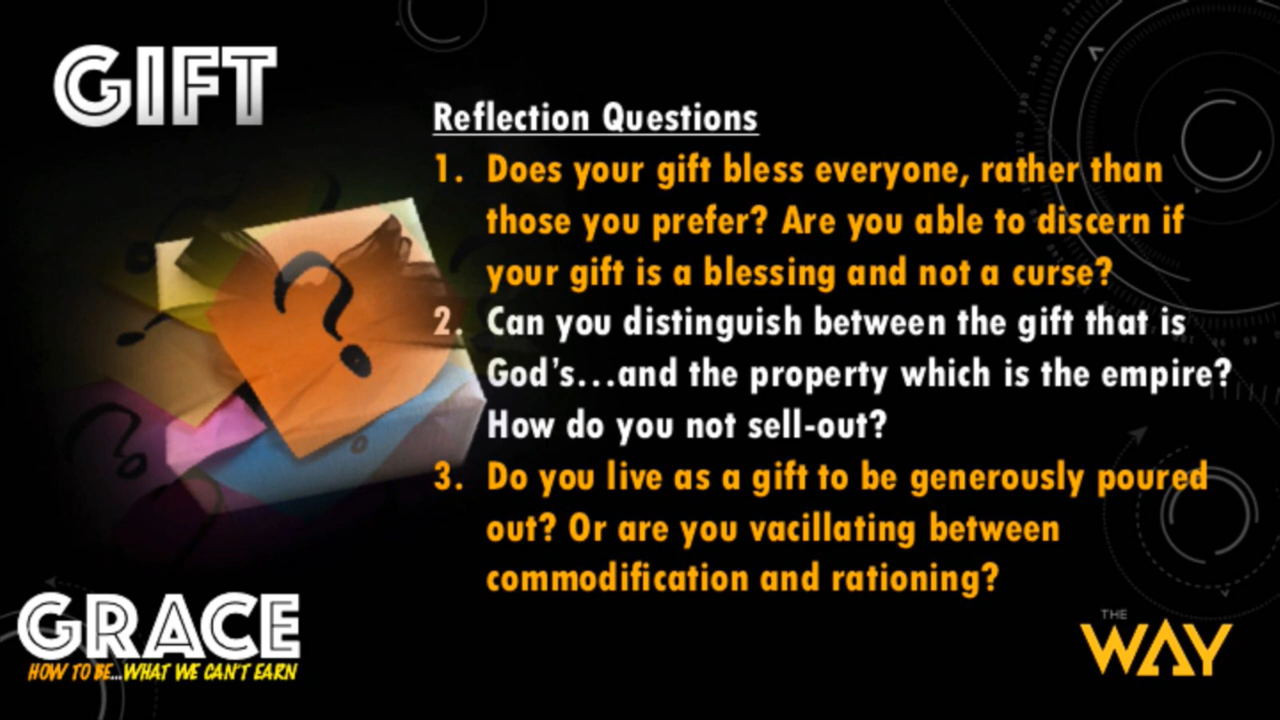 GIFT
Reflection Questions
1. Does your gift bless everyone, rather than
those you prefer? Are you able to discern if
your gift is a blessing and not a curse?
2. Can you distinguish between the gift that is
God's...and the property which is the empire?
How do you not sell-out?
3. Do you live as a gift to be generously poured
out? Or are you vacillating between
commodification and rationing?
GRACE
HOW TO BE...WHAT WE CAN'T EARN
THE
WAY